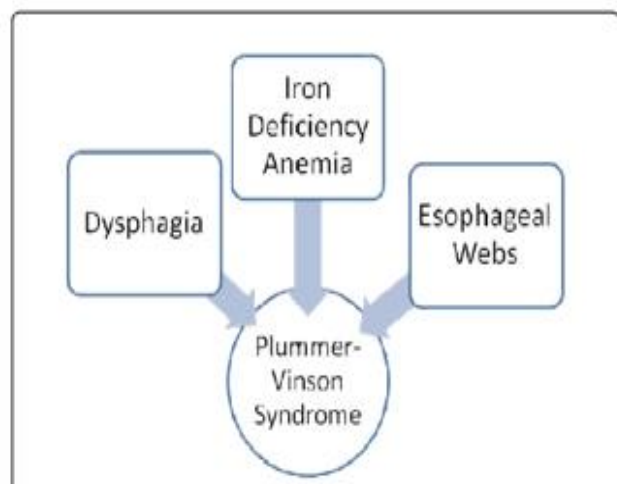 Iron
Deficiency
Anemia
Dysphagia
Esophageal
Webs
Plummer-
Vinson
Syndrome